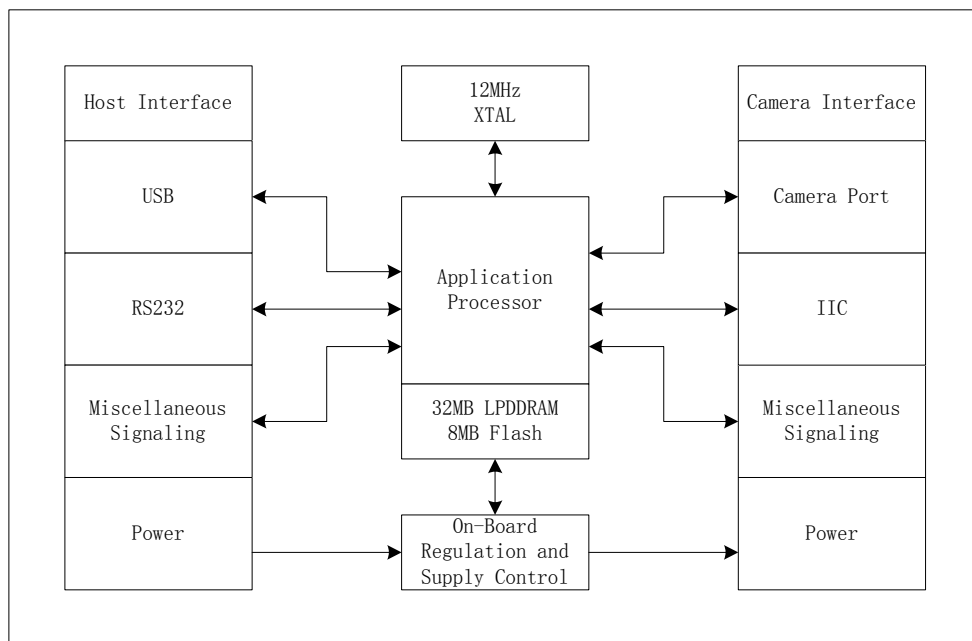 Host Interface
USB
RS232
Miscellaneous
Signaling
Power
12MHz
XTAL
Application
Processor
32MB LPDDRAM
8MB Flash
On-Board
Regulation and
Supply Control
Camera Interface
Camera Port
IIC
Miscellaneous
Signaling
Power